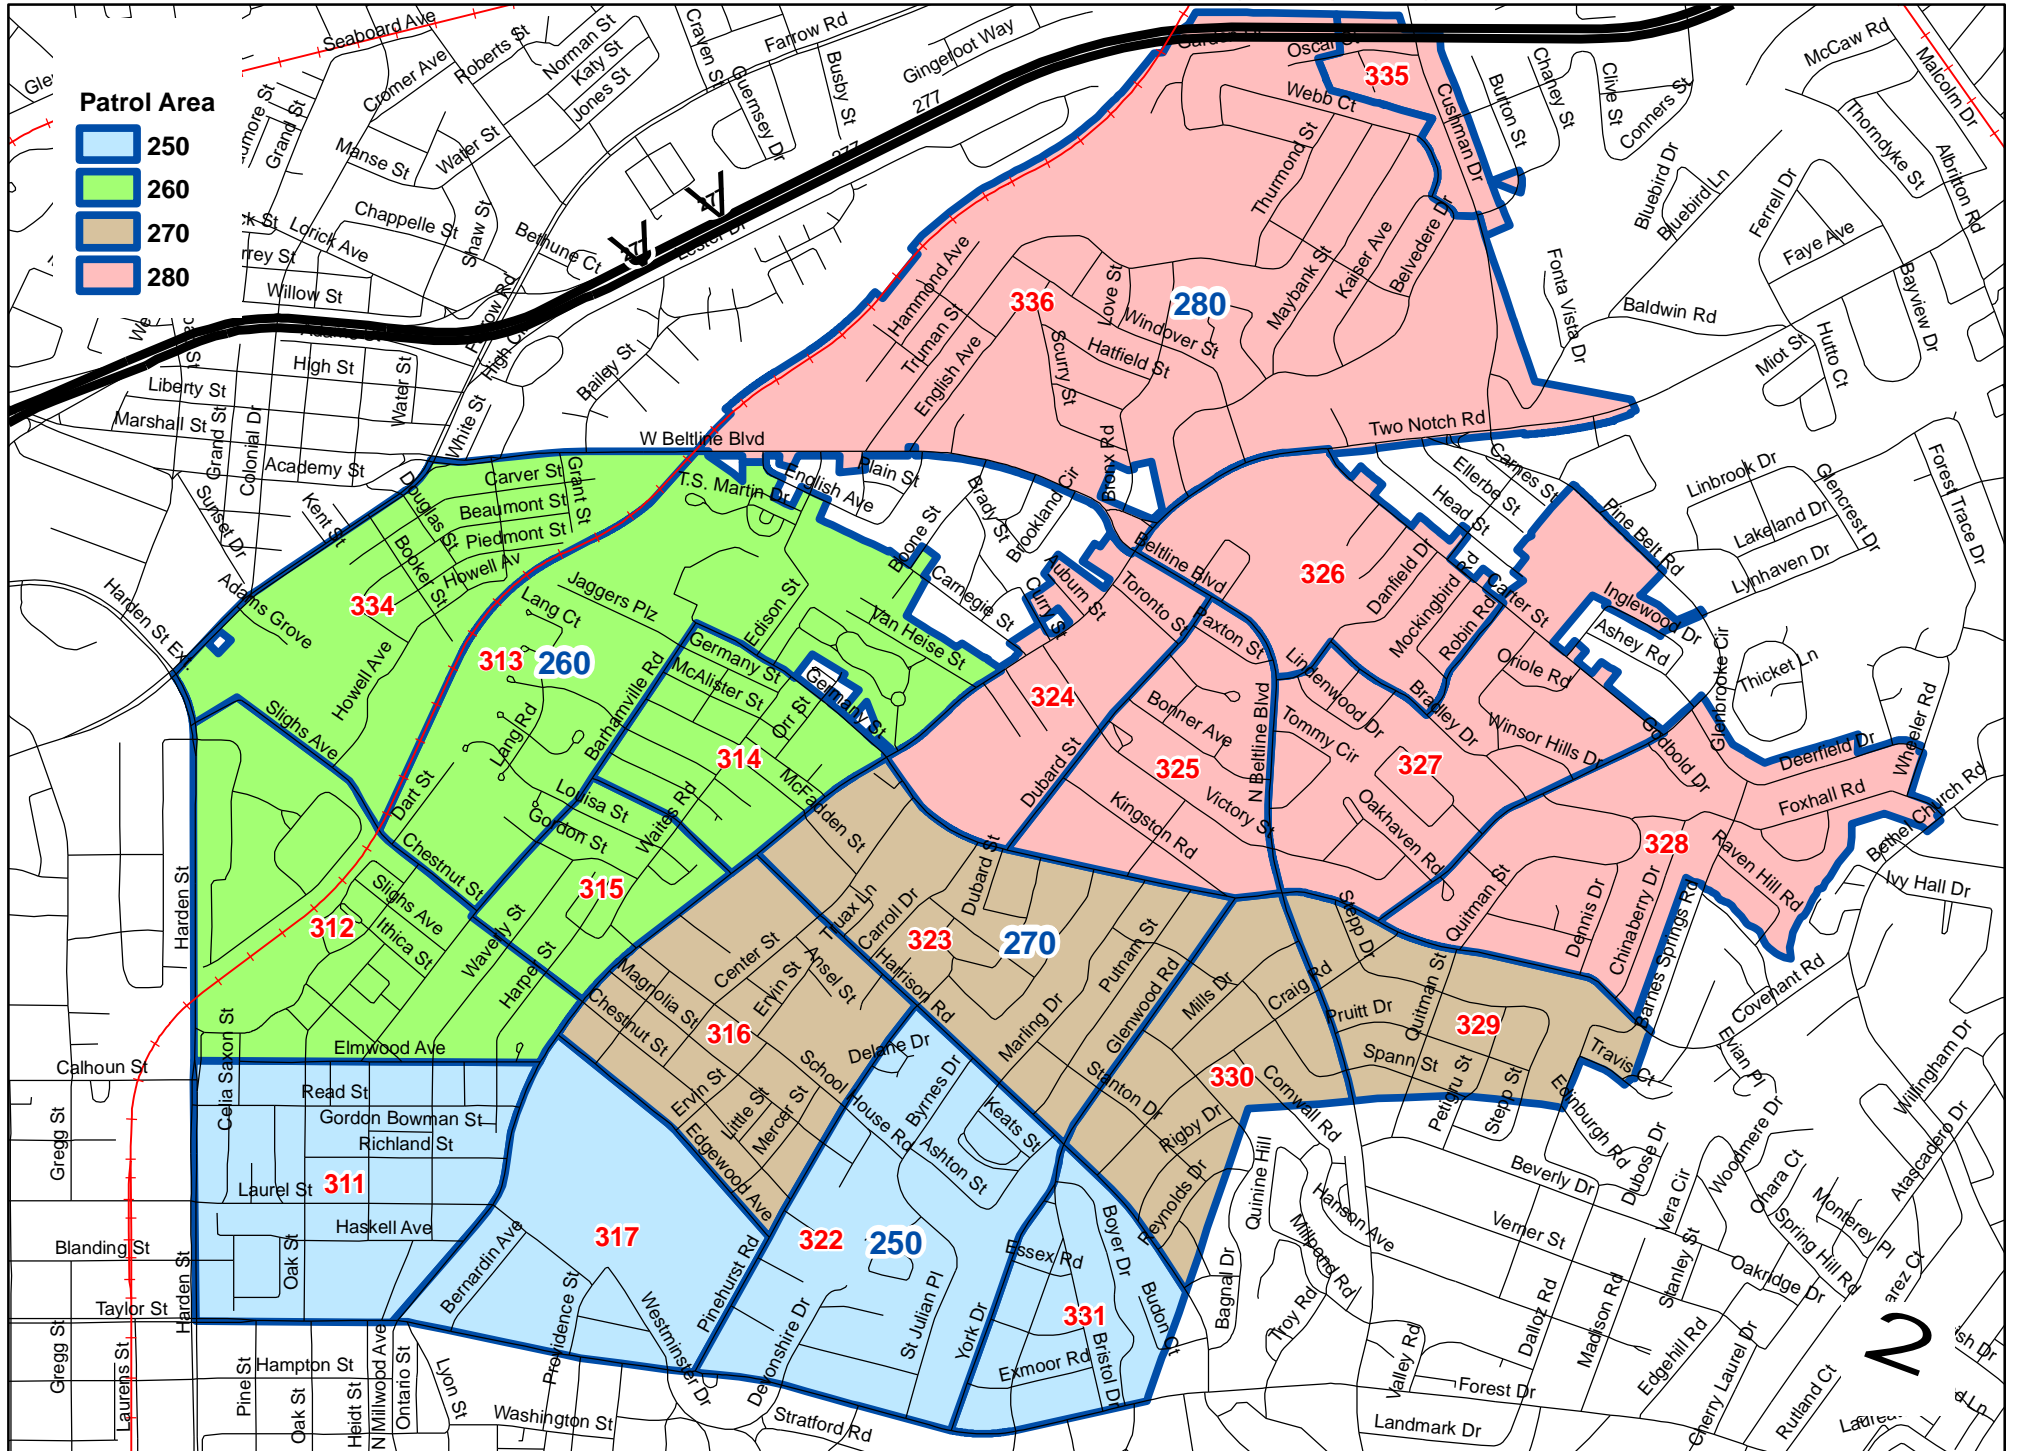 Patrol Area
250
260
270
280
Seaboard Ave
Cromer Ave
Roberts St
Norman St
Katy St
Jones St
Craven St
Farrow Rd
Guernsey Dr
Busby St
Gingeroot Way
277
Grand St
Manse St
Water St
Chappelle St
Shaw St
Lorick Ave
Willow St
Bethune Ct
Lester Dr
High St
Liberty St
Marshall St
Grand St
Colonial Dr
Water St
Academy St
White St
Bailey St
W Beltline Blvd
Sunset Dr
Kent St
Harden St Ext.
Adams Grove
Oscar St
335
Webb Ct
Cushman Dr
Burton St
Chaney St
Clive St
Conners St
McCaw Rd
Malcolm Dr
Thorndyke St
Albritton Rd
Bluebird Dr
Bluebird Ln
Ferrell Dr
Faye Ave
Bayview Dr
Fonta Vista Dr
Baldwin Rd
Miot St
Hutto Ct
Thurmond St
Maybank St
Kaiser Ave
Belvedere Dr
Hammond Ave
Truman St
English Ave
336
Love St
Windover St
280
Scurry St
Hatfield St
Two Notch Rd
Bronx Rd
Carver St
Grant St
Beaumont St
Douglas St
Piedmont St
Booker St
Howell Av
T.S. Martin Dr
English Ave
Plain St
Brady St
Brookland Cir
Boone St
Carnegie St
Curry St
Auburn St
Toronto St
Beltline Blvd
Paxton St
326
Danfield Dr
Mockingbird Rd
Robin Rd
Head St
Ellerbe St
Carnes St
Carter St
Pine Belt Rd
Linbrook Dr
Lakeland Dr
Glencrest Dr
Lynhaven Dr
Forest Trace Dr
Inglewood Dr
Ashey Rd
Oriole Rd
Glenbrooke Cir
Thicket Ln
Wheeler Rd
334
Howell Ave
Jaggers Plz
Lang Ct
313
260
Edison St
Van Heise St
Germany St
McAlister St
Germany St
Orr St
Barhamville Rd
Lang Rd
314
McFadden St
Slighs Ave
Dart St
Louisa St
Gordon St
Waites Rd
315
Chestnut St
Slighs Ave
Ithica St
312
Waverly St
Harper St
Elmwood Ave
324
Dubard St
Bonner Ave
325
Victory St
Kingston Rd
N Beltline Blvd
Lindenwood Dr
Tommy Cir
Bradley Dr
327
Winsor Hills Dr
Oakhaven Rd
Godbold Dr
Deerfield Dr
Foxhall Rd
Bethel Church Rd
328
Raven Hill Rd
Ivy Hall Dr
Quitman St
Dennis Dr
Chinaberry Dr
Barnes Springs Rd
Covenant Rd
Evian Pl
Willingham Dr
Atascadero Dr
Dubard St
Truax Ln
Carroll Dr
323
270
Harrison Rd
Center St
Ervin St
Ansel St
Magnolia St
Chestnut St
316
Putnam St
Glenwood Rd
Marling Dr
Mills Dr
Craig Rd
Stepp Dr
Pruitt Dr
Quitman St
329
Spann St
Petigru St
Stepp St
Travis Ct
Edinburgh Rd
Stanton Dr
330
Cornwall Rd
Rigby Dr
Reynolds Dr
Ervin St
Little St
Mercer St
Edgewood Ave
School House Rd
Delane Dr
Byrnes Dr
Keats St
Ashton St
Calhoun St
Gregg St
Harden St
Celia Saxon St
Read St
Gordon Bowman St
Richland St
311
Laurel St
Haskell Ave
Oak St
Bernardin Ave
317
Providence St
Westminster Dr
Pinehurst Rd
322
250
Devonshire Dr
St Julian Pl
York Dr
Essex Rd
Boyer Dr
331
Budon Ct
Exmoor Rd
Bristol Dr
Blanding St
Harden St
Taylor St
Gregg St
Laurens St
Pine St
Hampton St
Oak St
Heidt St
N Millwood Ave
Ontario St
Lyon St
Washington St
Stratford Rd
Bagnal Dr
Quinine Hill
Hanson Ave
Millpond Rd
Troy Rd
Valley Rd
Beverly Dr
Verner St
Dubose Dr
Vera Cir
Woodmere Dr
Ohara Ct
Monterey Pl
Spring Hill Rd
Stanley St
Oakridge Dr
Dalloz Rd
Madison Rd
Edgehill Rd
Cherry Laurel Dr
Forest Dr
Landmark Dr
Rutland Ct
2